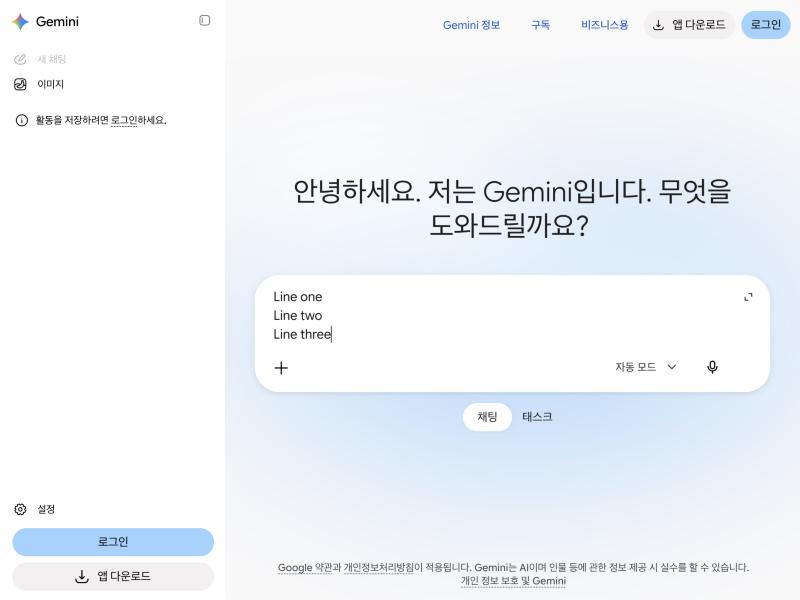 Gemini
새 채팅
이미지
활동을 저장하려면 로그인하세요.
설정
로그인
앱 다운로드
Gemini 정보
구독
비즈니스용
앱 다운로드
로그인
안녕하세요. 저는 Gemini입니다. 무엇을
도와드릴까요?
Line one
Line two
Line three
자동 모드
채팅
태스크
Google 약관과 개인정보처리방침이 적용됩니다. Gemini는 AI이며 인물 등에 관한 정보 제공 시 실수를 할 수 있습니다.
개인 정보 보호 및 Gemini